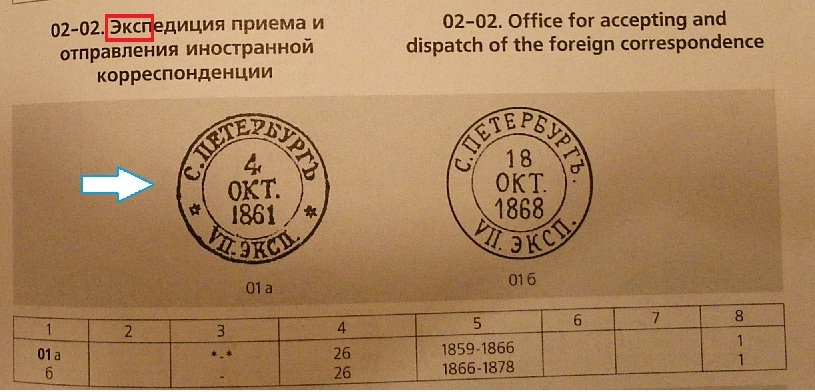 02-02. Экспедиция приема и
отправления иностранной
корреспонденции
02-02. Office for accepting and
dispatch of the foreign correspondence
С. ПЕТЕРБУРГЪ
4
ОКТ.
1861
* VII. ЭКСП. *
01 а
С. ПЕТЕРБУРГЪ.
18
ОКТ.
1868
VII. ЭКСП.
01 б
1 2 3 4 5 6 7 8
01 а *-* 26 1859-1866 1
б - 26 1866-1878 1